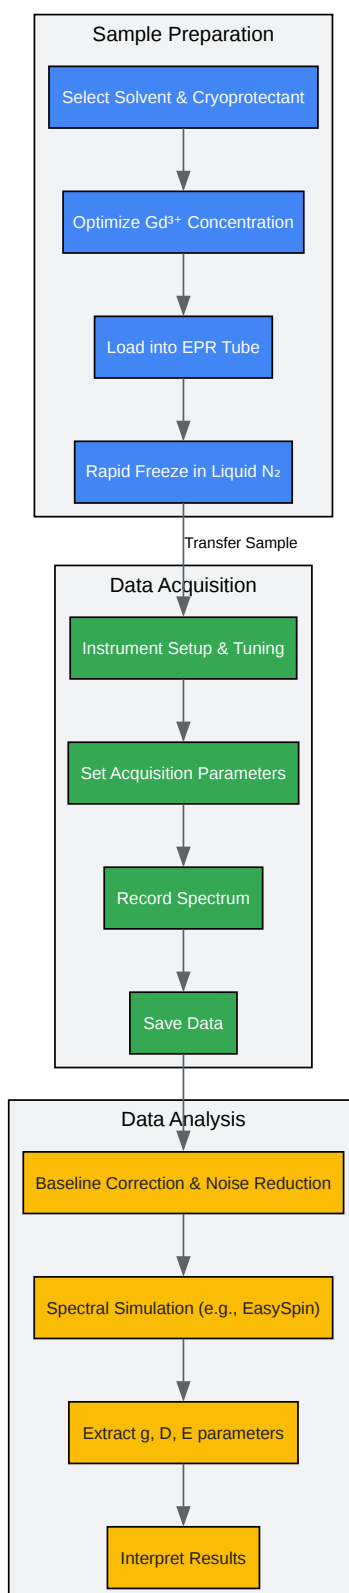 Sample Preparation
Select Solvent & Cryoprotectant
Optimize Gd³⁺ Concentration
Load into EPR Tube
Rapid Freeze in Liquid N₂
Transfer Sample
Data Acquisition
Instrument Setup & Tuning
Set Acquisition Parameters
Record Spectrum
Save Data
Data Analysis
Baseline Correction & Noise Reduction
Spectral Simulation (e.g., EasySpin)
Extract g, D, E parameters
Interpret Results